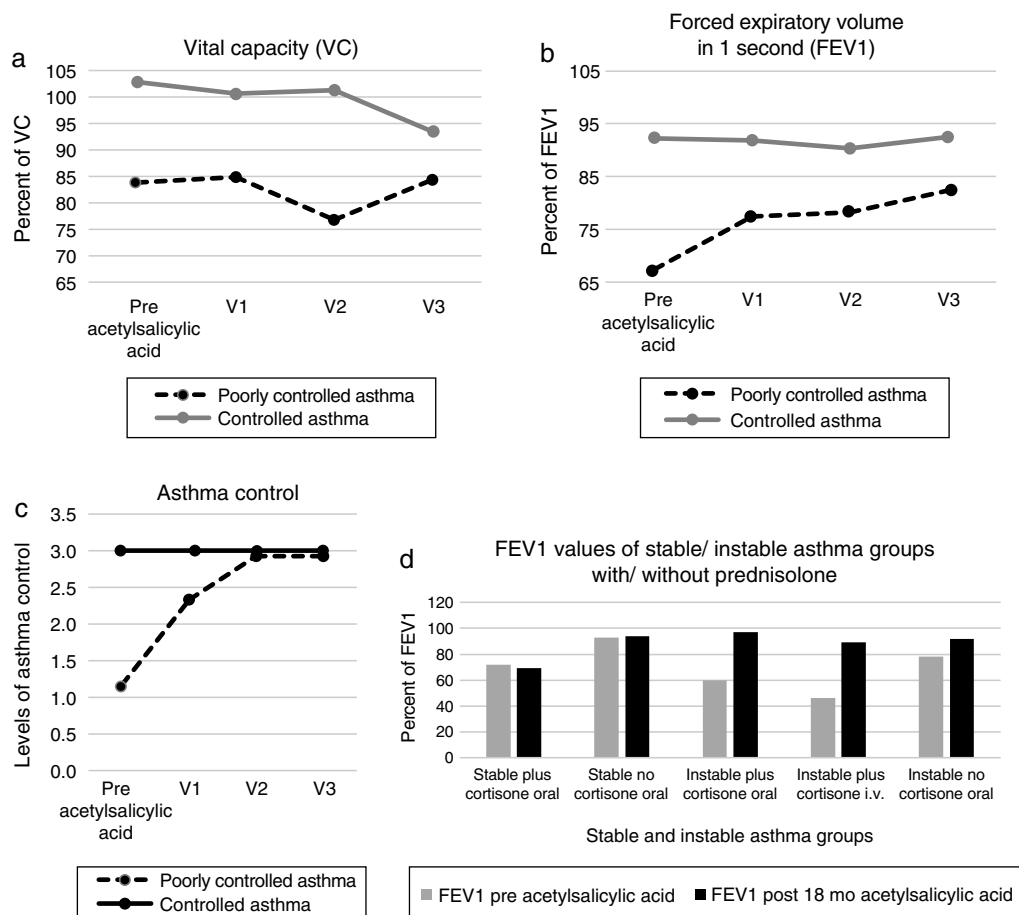 a
Vital capacity (VC)
Percent of VC
105
100
95
90
85
80
75
70
65
Pre
acetylsalicylic
acid
V1
V2
V3
Poorly controlled asthma
Controlled asthma
b
Forced expiratory volume
in 1 second (FEV1)
Percent of FEV1
105
95
85
75
65
Pre
acetylsalicylic
acid
V1
V2
V3
Poorly controlled asthma
Controlled asthma
c
Asthma control
Levels of asthma control
3.5
3.0
2.5
2.0
1.5
1.0
0.5
0.0
Pre
acetylsalicylic
acid
V1
V2
V3
Poorly controlled asthma
Controlled asthma
d
FEV1 values of stable/ instable asthma groups
with/ without prednisolone
Percent of FEV1
120
100
80
60
40
20
0
Stable plus
cortisone oral
Stable no
cortisone oral
Instable plus
cortisone oral
Instable plus
cortisone i.v.
Instable no
cortisone oral
Stable and instable asthma groups
FEV1 pre acetylsalicylic acid
FEV1 post 18 mo acetylsalicylic acid